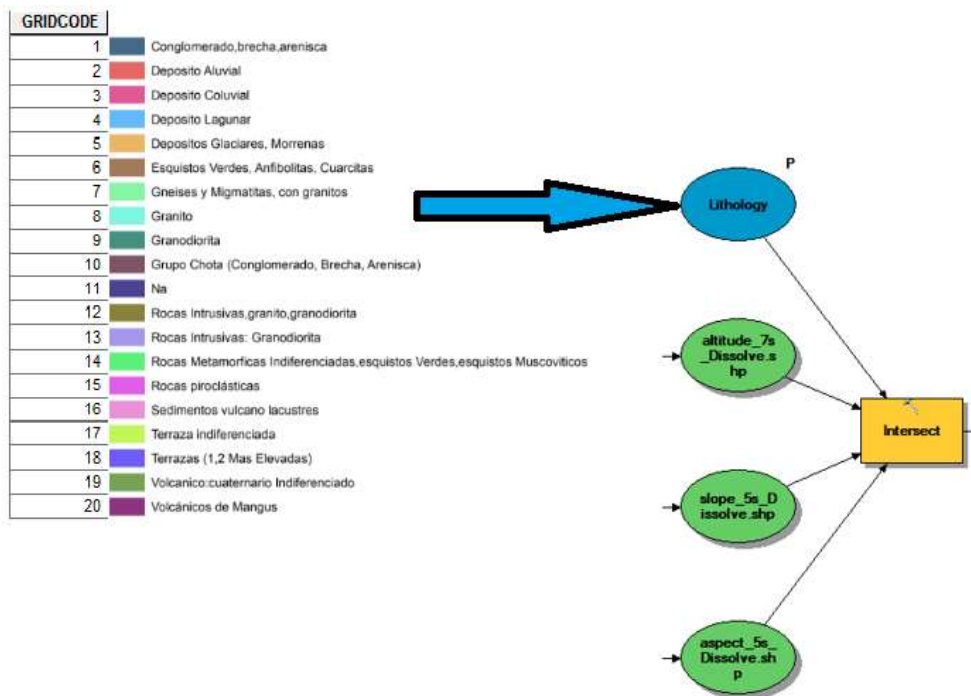 GRIDCODE
1 Conglomerado,brecha,arenisca
2 Deposito Aluvial
3 Deposito Coluvial
4 Deposito Lagunar
5 Depositos Glaciares, Morrenas
6 Esquistos Verdes, Anfibolitas, Cuarcitas
7 Gneises y Migmatitas, con granitos
8 Granito
9 Granodiorita
10 Grupo Chota (Conglomerado, Brecha, Arenisca)
11 Na
12 Rocas Intrusivas,granito,granodiorita
13 Rocas Intrusivas: Granodiorita
14 Rocas Metamorficas Indiferenciadas,esquistos Verdes,esquistos Muscoviticos
15 Rocas piroclásticas
16 Sedimentos vulcano lacustres
17 Terraza indiferenciada
18 Terrazas (1,2 Mas Elevadas)
19 Volcanico:cuaternario Indiferenciado
20 Volcánicos de Mangus
P
Lithology
altitude_7s
_Dissolve.s
hp
Intersect
slope_5s_D
issolve.shp
aspect_5s_
Dissolve.sh
p